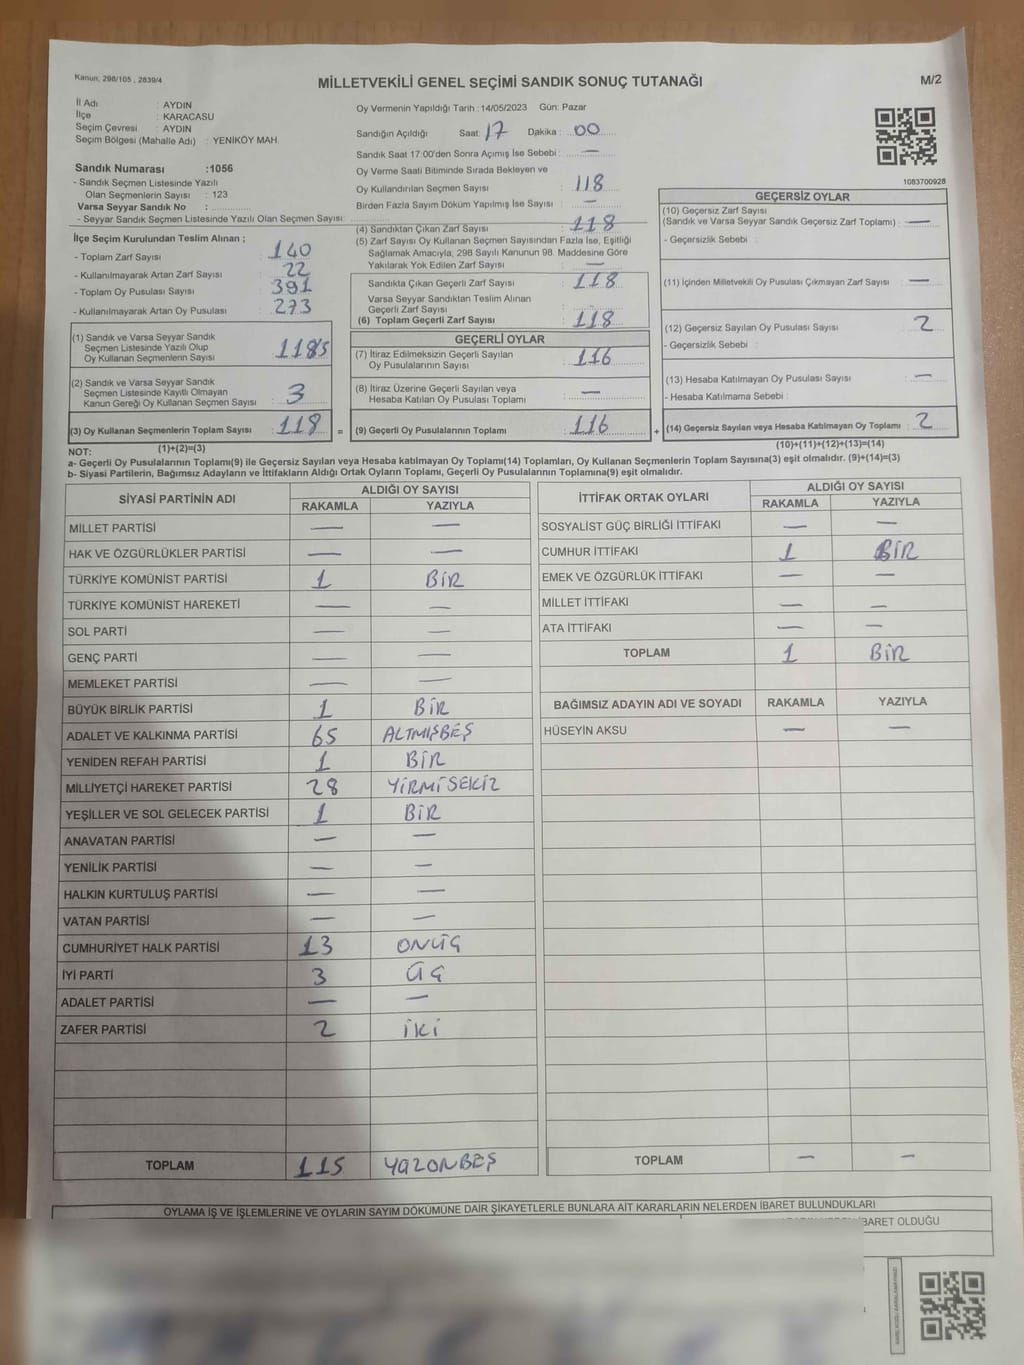 Kanun, 298/105 , 2839/4
MİLLETVEKİLİ GENEL SEÇİMİ SANDIK SONUÇ TUTANAĞI
M/2
İl Adı : AYDIN
İlçe : KARACASU
Seçim Çevresi : AYDIN
Seçim Bölgesi (Mahalle Adı) : YENİKÖY MAH.
Sandık Numarası :1056
- Sandık Seçmen Listesinde Yazılı
Olan Seçmenlerin Sayısı : 123
Varsa Seyyar Sandık No :
- Seyyar Sandık Seçmen Listesinde Yazılı Olan Seçmen Sayısı:
Oy Vermenin Yapıldığı Tarih : 14/05/2023 Gün: Pazar
Sandığın Açıldığı Saat: 17 Dakika : 00
Sandık Saat 17:00'den Sonra Açımış İse Sebebi : —
Oy Verme Saati Bitiminde Sırada Bekleyen ve
Oy Kullandırılan Seçmen Sayısı : 118
Birden Fazla Sayım Döküm Yapılmış İse Sayısı : —
1083700928
İlçe Seçim Kurulundan Teslim Alınan ;
- Toplam Zarf Sayısı : 140
- Kullanılmayarak Artan Zarf Sayısı : 22
- Toplam Oy Pusulası Sayısı : 391
- Kullanılmayarak Artan Oy Pusulası : 273
(4) Sandıktan Çıkan Zarf Sayısı : 118
(5) Zarf Sayısı Oy Kullanan Seçmen Sayısından Fazla İse, Eşitliği
Sağlamak Amacıyla, 298 Sayılı Kanunun 98. Maddesine Göre
Yakılarak Yok Edilen Zarf Sayısı : —
Sandıkta Çıkan Geçerli Zarf Sayısı : 118
Varsa Seyyar Sandıktan Teslim Alınan
Geçerli Zarf Sayısı :
(6) Toplam Geçerli Zarf Sayısı : 118
GEÇERSİZ OYLAR
(10) Geçersiz Zarf Sayısı
(Sandık ve Varsa Seyyar Sandık Geçersiz Zarf Toplamı) : —
- Geçersizlik Sebebi :
(11) İçinden Milletvekili Oy Pusulası Çıkmayan Zarf Sayısı : —
(12) Geçersiz Sayılan Oy Pusulası Sayısı : 2
- Geçersizlik Sebebi :
(13) Hesaba Katılmayan Oy Pusulası Sayısı : —
- Hesaba Katılmama Sebebi :
(14) Geçersiz Sayılan veya Hesaba Katılmayan Oy Toplamı : 2
(1) Sandık ve Varsa Seyyar Sandık
Seçmen Listesinde Yazılı Olup
Oy Kullanan Seçmenlerin Sayısı :
(2) Sandık ve Varsa Seyyar Sandık
Seçmen Listesinde Kayıtlı Olmayan
Kanun Gereği Oy Kullanan Seçmen Sayısı : 3
(3) Oy Kullanan Seçmenlerin Toplam Sayısı : 118 =
GEÇERLİ OYLAR
(7) İtiraz Edilmeksizin Geçerli Sayılan
Oy Pusulalarının Sayısı : 116
(8) İtiraz Üzerine Geçerli Sayılan veya
Hesaba Katılan Oy Pusulası Toplamı : —
(9) Geçerli Oy Pusulalarının Toplamı : 116 +
(1)+(2)=(3)
(10)+(11)+(12)+(13)=(14)
NOT:
a- Geçerli Oy Pusulalarının Toplamı(9) ile Geçersiz Sayılan veya Hesaba katılmayan Oy Toplamı(14) Toplamları, Oy Kullanan Seçmenlerin Toplam Sayısına(3) eşit olmalıdır. (9)+(14)=(3)
b- Siyasi Partilerin, Bağımsız Adayların ve İttifakların Aldığı Ortak Oyların Toplamı, Geçerli Oy Pusulalarının Toplamına(9) eşit olmalıdır.
SİYASİ PARTİNİN ADI ALDIĞI OY SAYISI
RAKAMLA YAZIYLA
MİLLET PARTİSİ — —
HAK VE ÖZGÜRLÜKLER PARTİSİ — —
TÜRKİYE KOMÜNİST PARTİSİ 1 BİR
TÜRKİYE KOMÜNİST HAREKETİ — —
SOL PARTİ — —
GENÇ PARTİ — —
MEMLEKET PARTİSİ — —
BÜYÜK BİRLİK PARTİSİ 1 BİR
ADALET VE KALKINMA PARTİSİ 65 ALTMIŞBEŞ
YENİDEN REFAH PARTİSİ 1 BİR
MİLLİYETÇİ HAREKET PARTİSİ 28 YİRMİSEKİZ
YEŞİLLER VE SOL GELECEK PARTİSİ 1 BİR
ANAVATAN PARTİSİ — —
YENİLİK PARTİSİ — —
HALKIN KURTULUŞ PARTİSİ — —
VATAN PARTİSİ — —
CUMHURİYET HALK PARTİSİ 13 ONÜÇ
İYİ PARTİ 3 ÜÇ
ADALET PARTİSİ — —
ZAFER PARTİSİ 2 İKİ
TOPLAM 115 YÜZONBEŞ
İTTİFAK ORTAK OYLARI ALDIĞI OY SAYISI
RAKAMLA YAZIYLA
SOSYALİST GÜÇ BİRLİĞİ İTTİFAKI — —
CUMHUR İTTİFAKI 1 BİR
EMEK VE ÖZGÜRLÜK İTTİFAKI — —
MİLLET İTTİFAKI — —
ATA İTTİFAKI — —
TOPLAM 1 BİR
BAĞIMSIZ ADAYIN ADI VE SOYADI RAKAMLA YAZIYLA
HÜSEYİN AKSU — —
TOPLAM — —
OYLAMA İŞ VE İŞLEMLERİNE VE OYLARIN SAYIM DÖKÜMÜNE DAİR ŞİKAYETLERLE BUNLARA AİT KARARLARIN NELERDEN İBARET BULUNDUKLARI
İBARET OLDUĞU